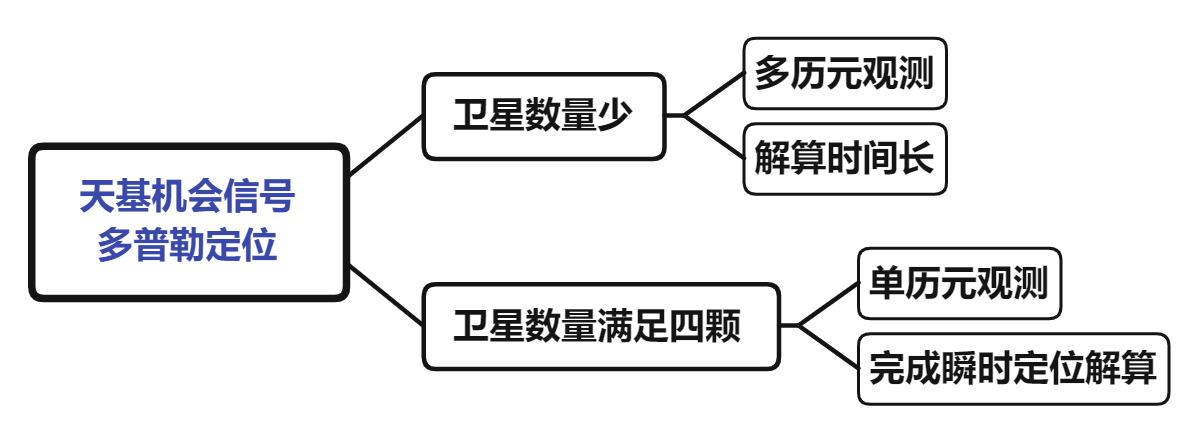 天基机会信号
多普勒定位
卫星数量少
多历元观测
解算时间长
卫星数量满足四颗
单历元观测
完成瞬时定位解算